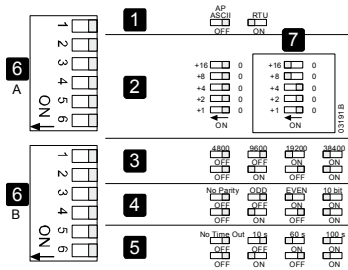 AP
ASCII RTU
OFF ON
1
7
6
A
1 2 3 4 5 6
ON
2
+16 0
+8 0
+4 0
+2 0
+1 0
ON
+16 0
+8 0
+4 0
+2 0
+1 0
ON
03191.B
3
4800 9600 19200 38400
OFF OFF ON ON
OFF ON OFF ON
6
B
1 2 3 4 5 6
ON
4
No Parity ODD EVEN 10 bit
OFF OFF ON ON
OFF ON OFF ON
5
No Time Out 10 s 60 s 100 s
OFF OFF ON ON
OFF ON OFF ON